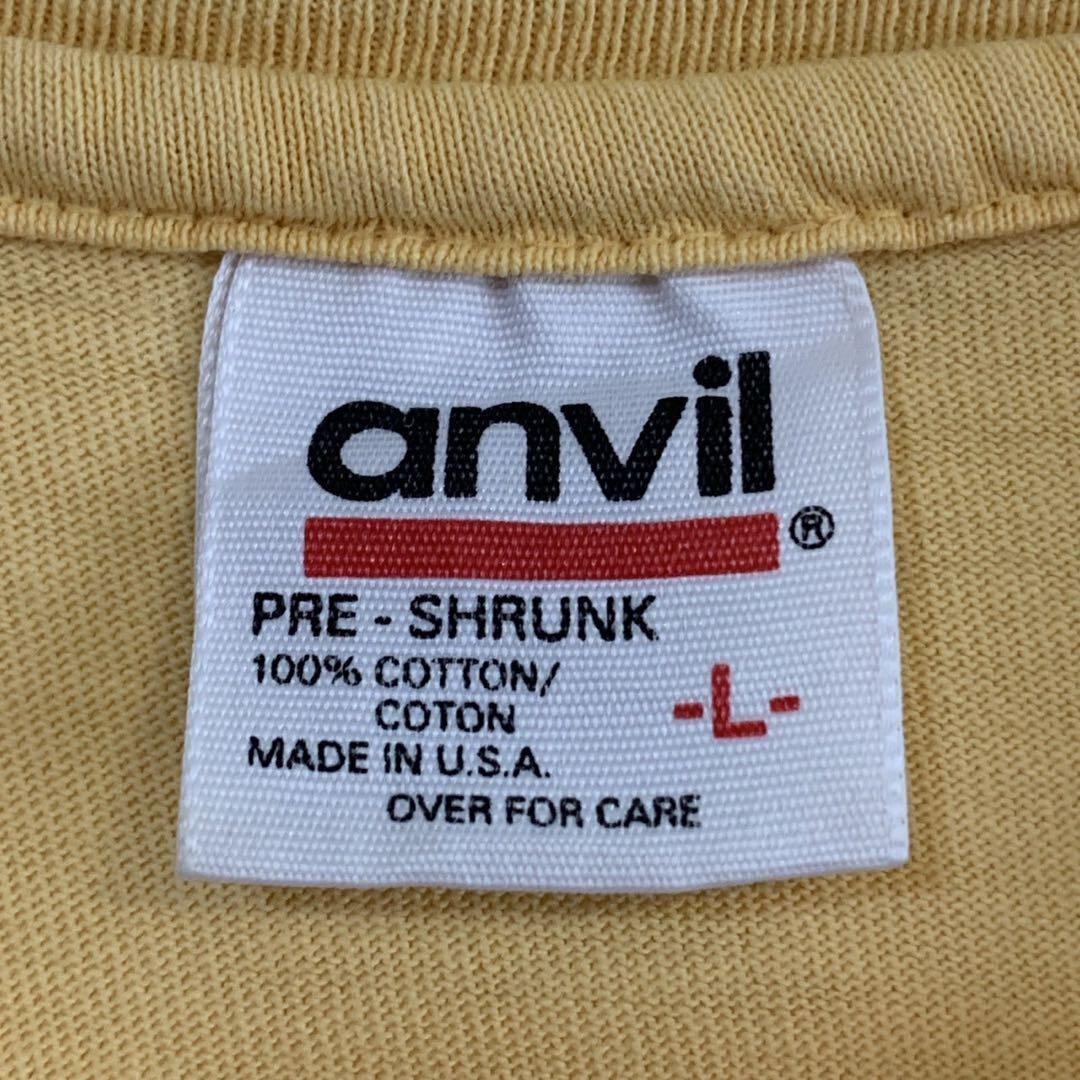 anvil®
PRE - SHRUNK
100% COTTON/
COTON
-L-
MADE IN U.S.A.
OVER FOR CARE